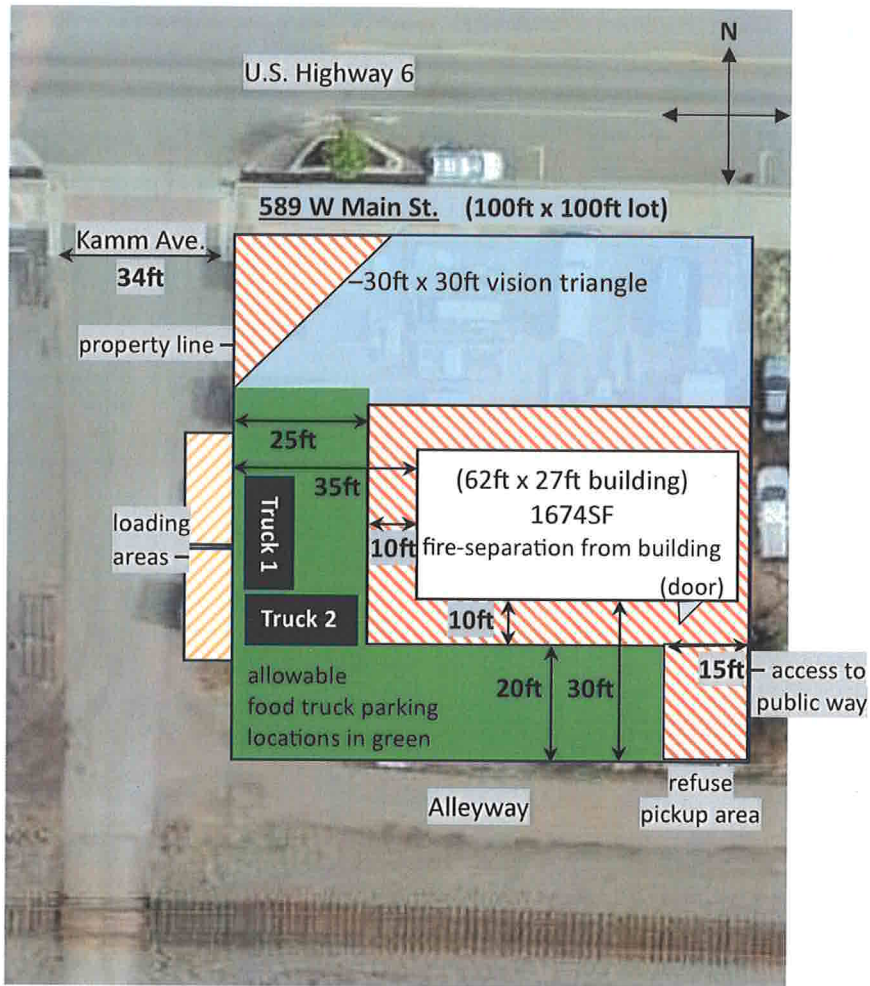 N
U.S. Highway 6
589 W Main St. (100ft x 100ft lot)
Kamm Ave.
34ft
–30ft x 30ft vision triangle
property line
25ft
35ft
(62ft x 27ft building)
1674SF
fire-separation from building
(door)
10ft
loading
areas
Truck 1
Truck 2
10ft
15ft
access to
public way
20ft
30ft
allowable
food truck parking
locations in green
refuse
pickup area
Alleyway